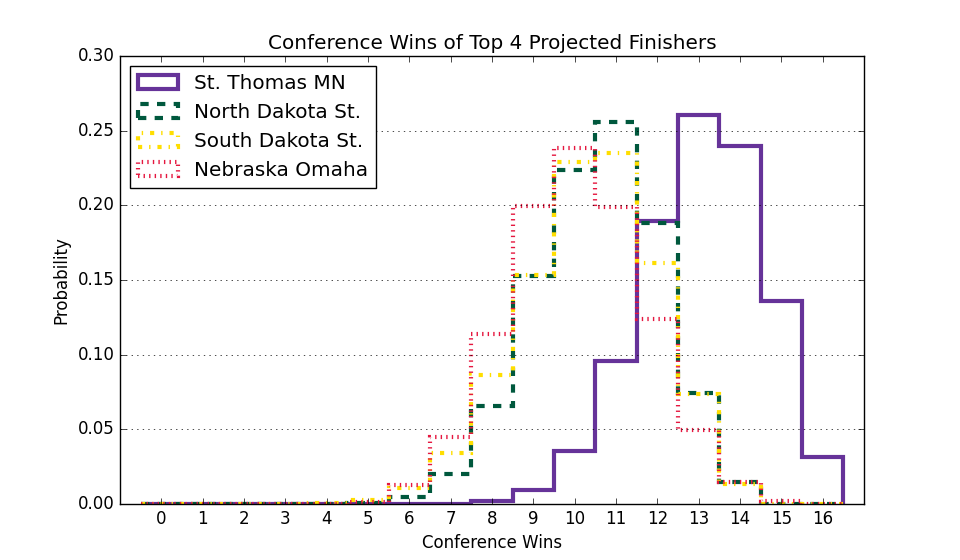 Conference Wins of Top 4 Projected Finishers
St. Thomas MN
North Dakota St.
South Dakota St.
Nebraska Omaha
0.30
0.25
0.20
0.15
0.10
0.05
0.00
Probability
0 1 2 3 4 5 6 7 8 9 10 11 12 13 14 15 16
Conference Wins